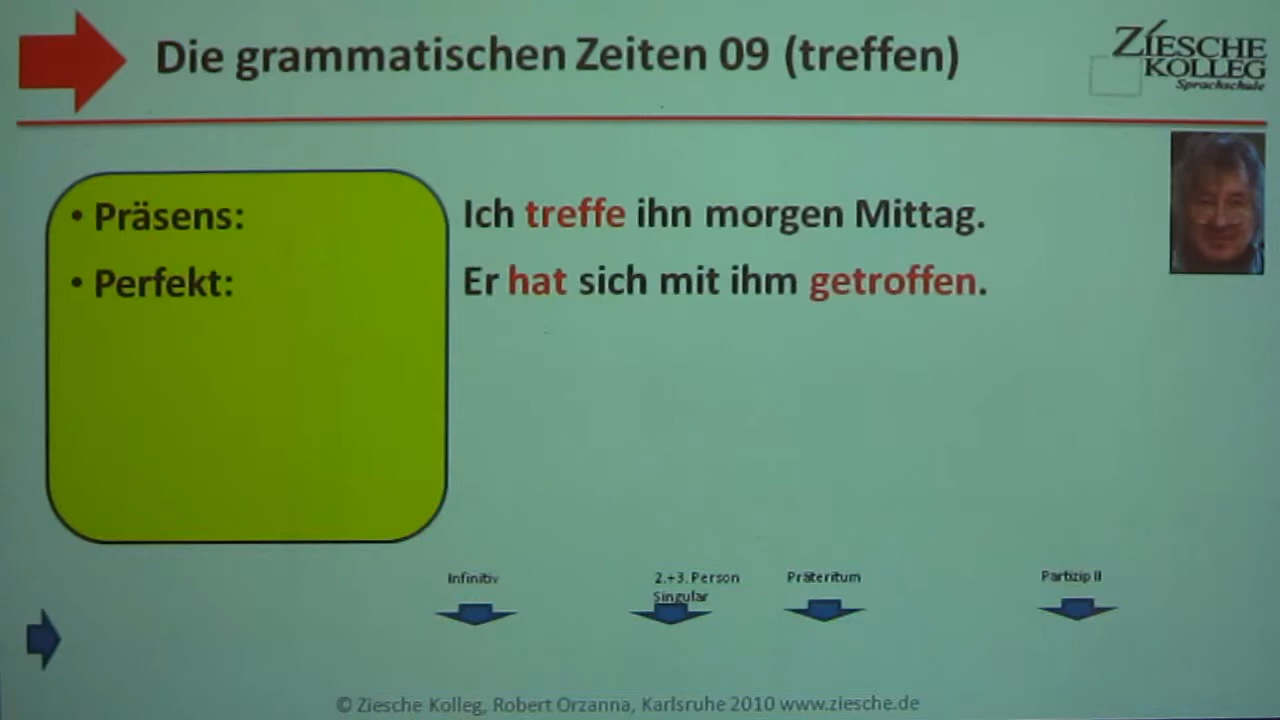 Die grammatischen Zeiten 09 (treffen)
ZIESCHE
KOLLEG
Sprachschule
• Präsens: Ich treffe ihn morgen Mittag.
• Perfekt: Er hat sich mit ihm getroffen.
Infinitiv 2.+3. Person Präteritum Partizip II
Singular
© Ziesche Kolleg, Robert Orzanna, Karlsruhe 2010 www.ziesche.de